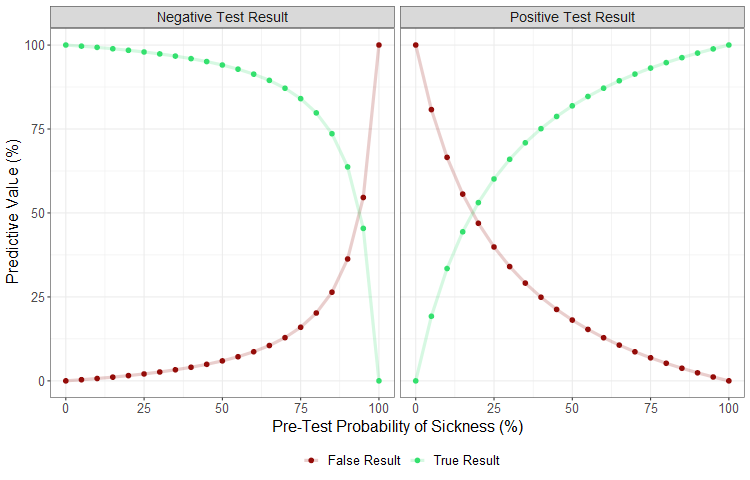 Negative Test Result
Positive Test Result
Predictive Value (%)
100
75
50
25
0
0 25 50 75 100
0 25 50 75 100
Pre-Test Probability of Sickness (%)
False Result
True Result